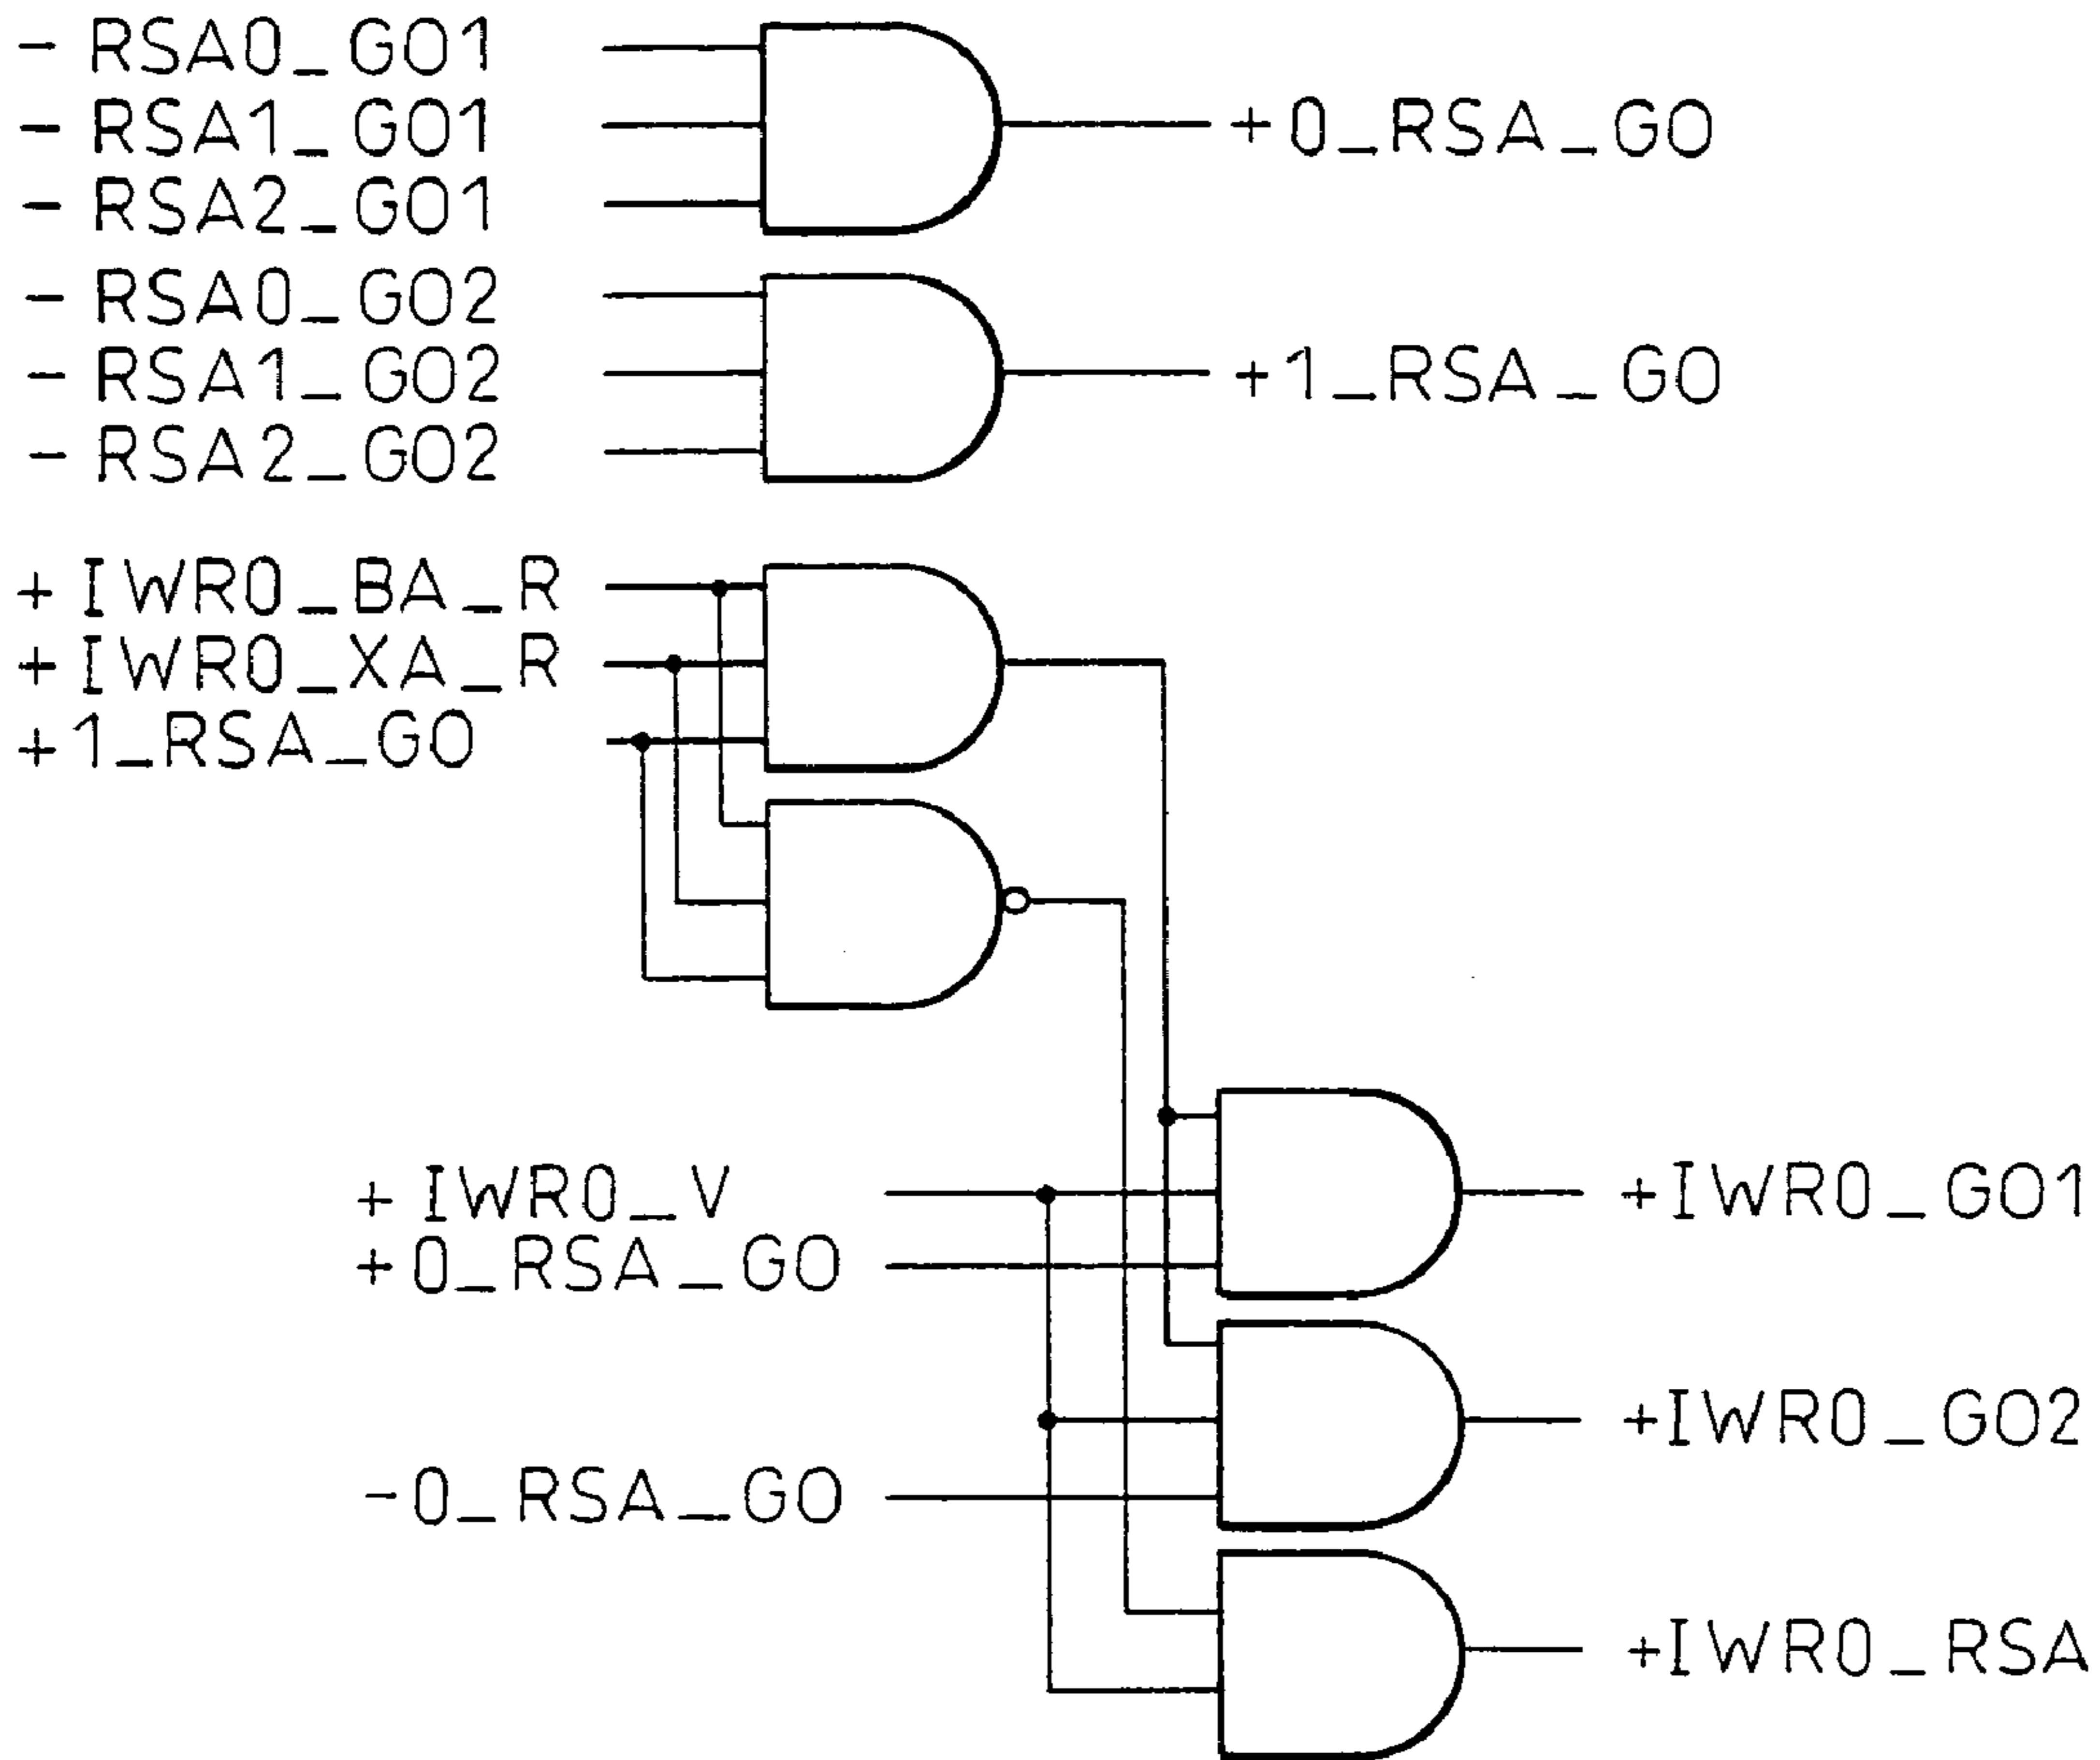 - RSA0_GO1
- RSA1_GO1
+0_RSA_GO
- RSA2_GO1
- RSA0_GO2
- RSA1_GO2
+1_RSA_GO
- RSA2_GO2
+IWR0_BA_R
+IWR0_XA_R
+1_RSA_GO
+IWR0_V
+IWR0_GO1
+0_RSA_GO
+IWR0_GO2
-0_RSA_GO
+IWR0_RSA